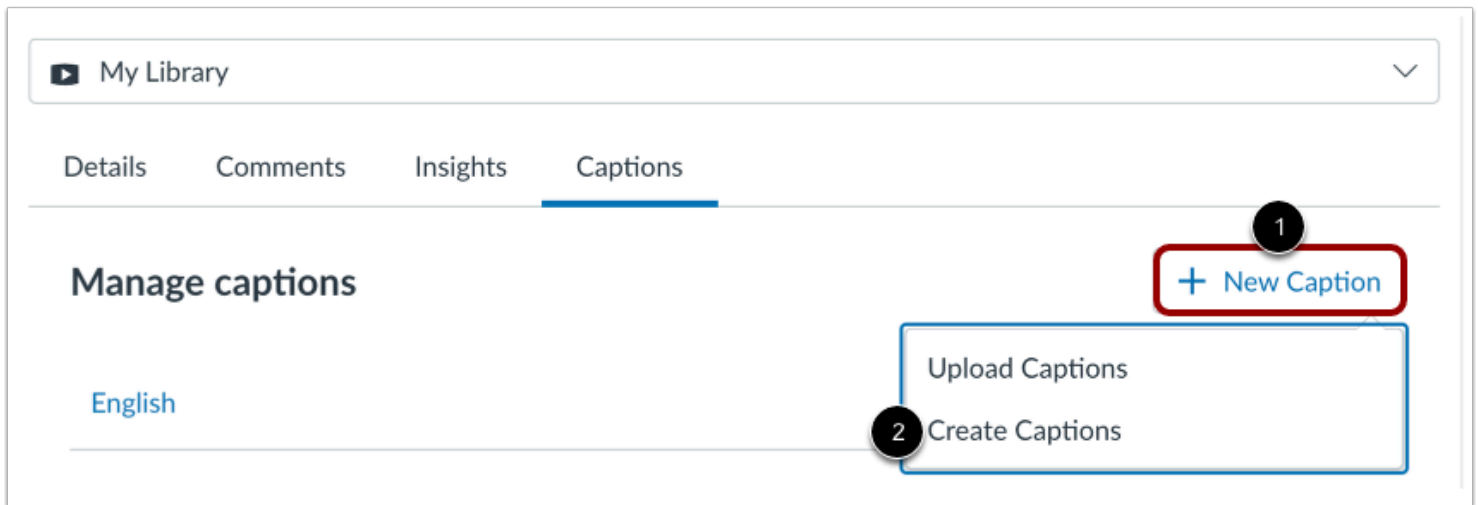 My Library
Details Comments Insights Captions
1
Manage captions + New Caption
Upload Captions
English
2 Create Captions